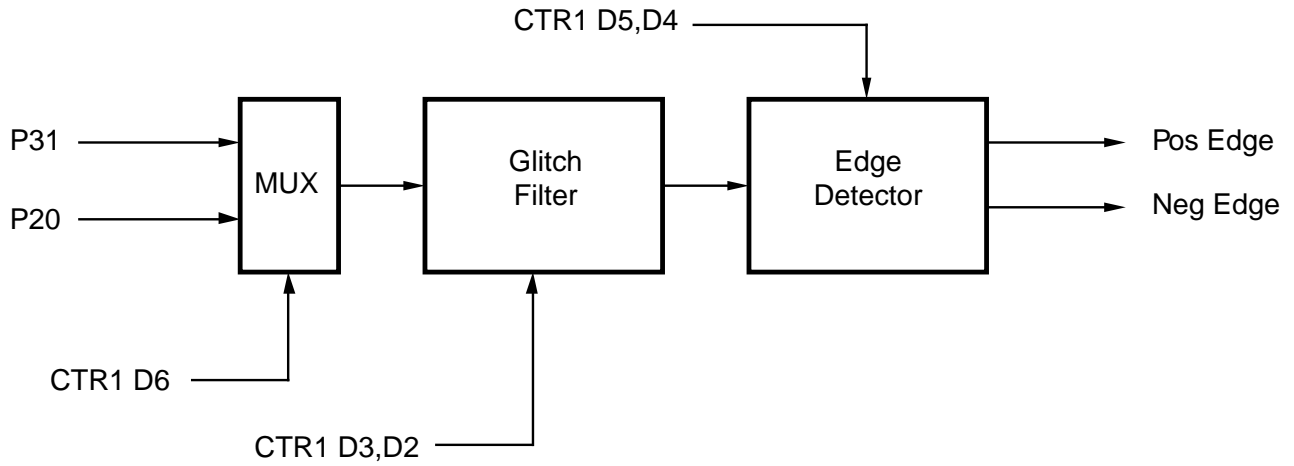 CTR1 D5,D4
P31
P20
MUX
Glitch
Filter
Edge
Detector
Pos Edge
Neg Edge
CTR1 D6
CTR1 D3,D2